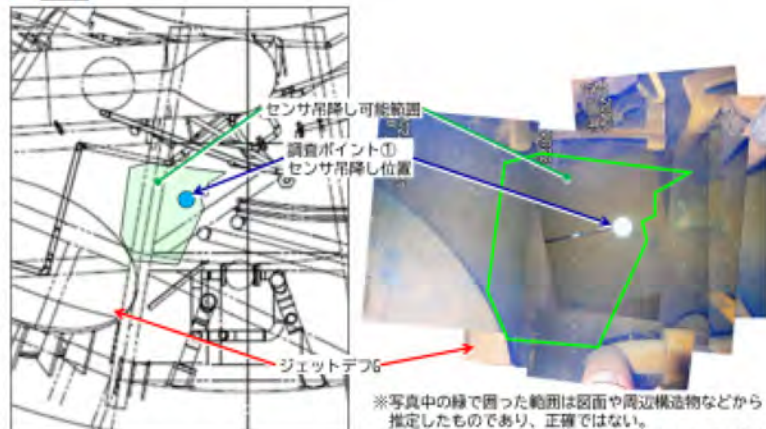 センサ吊降し可能範囲
調査ポイント①
センサ吊降し位置
ジェットデフG
※写真中の緑で囲った範囲は図面や周辺構造物などから
推定したものであり、正確ではない。